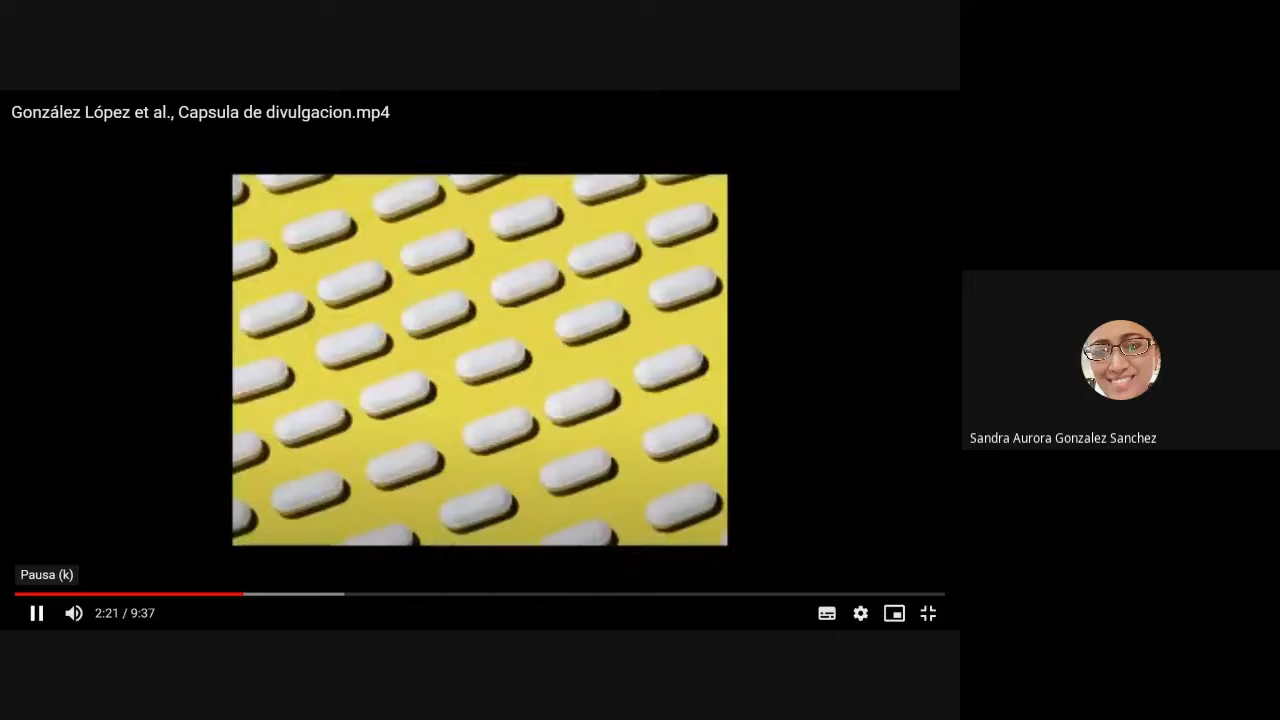 González López et al., Capsula de divulgacion.mp4
Sandra Aurora Gonzalez Sanchez
Pausa (k)
2:21 / 9:37